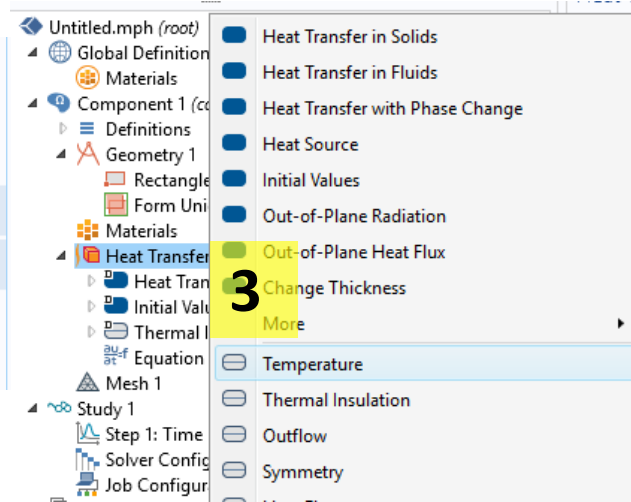 Untitled.mph (root)
Global Definition
Materials
Component 1 (co
Definitions
Geometry 1
Rectangle
Form Uni
Materials
Heat Transfer
Heat Tran
Initial Valu
Thermal I
Equation
Mesh 1
Study 1
Step 1: Time
Solver Config
Job Configur
Heat Transfer in Solids
Heat Transfer in Fluids
Heat Transfer with Phase Change
Heat Source
Initial Values
Out-of-Plane Radiation
Out-of-Plane Heat Flux
Change Thickness
More
Temperature
Thermal Insulation
Outflow
Symmetry
3